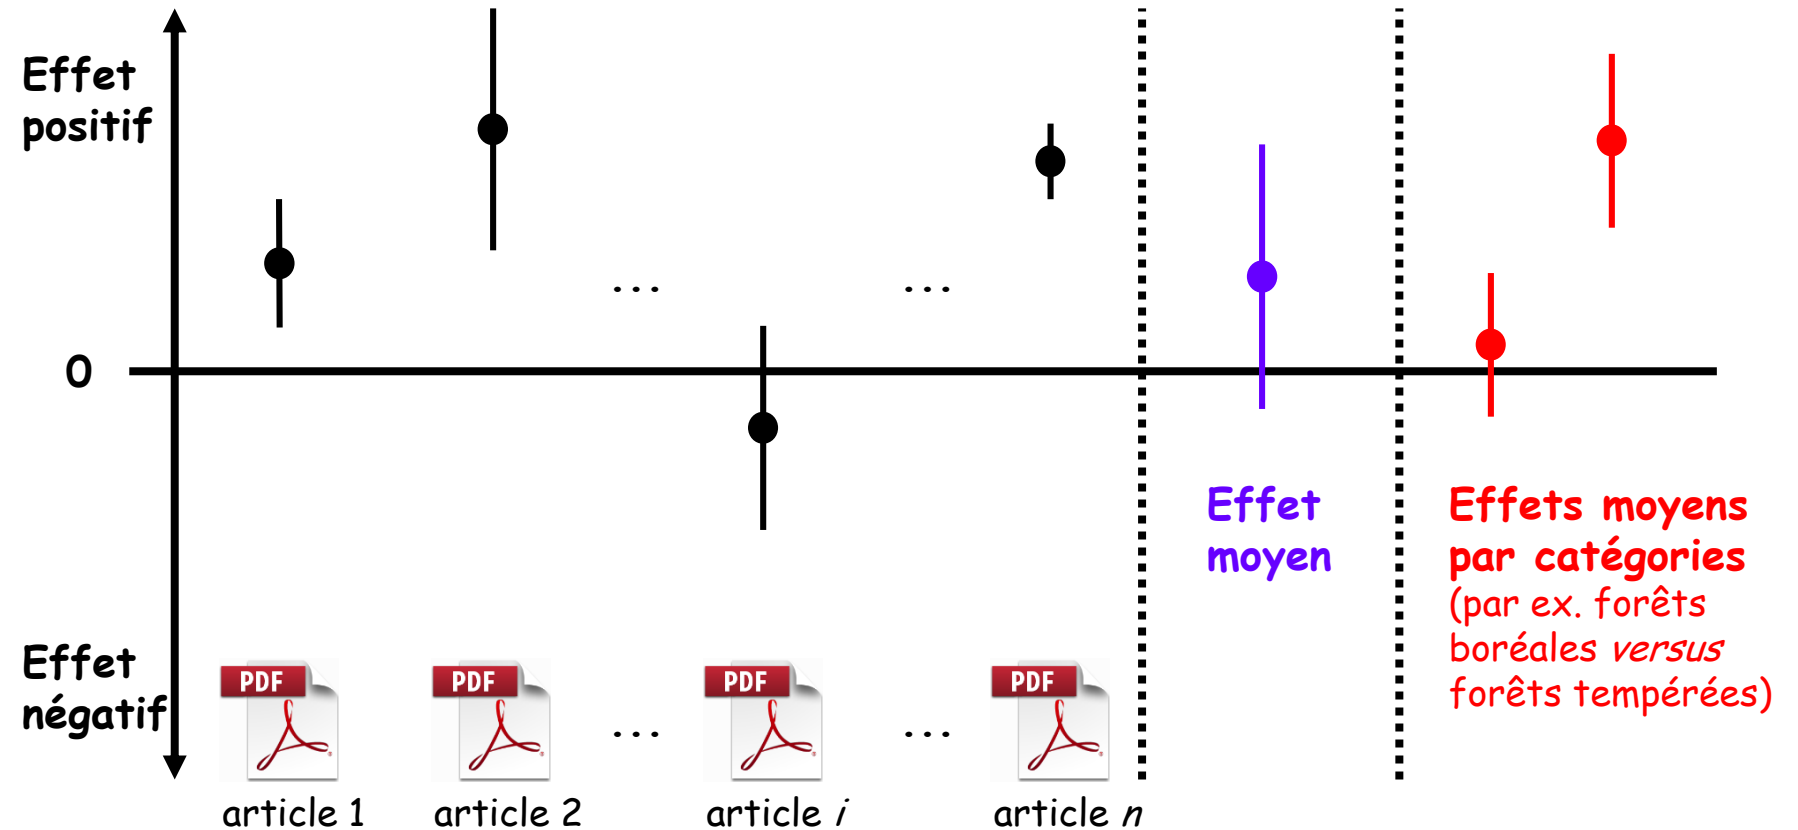 Effet
positif
... ...
0
Effet
moyen
Effets moyens
par catégories
(par ex. forêts
boréales versus
forêts tempérées)
Effet
négatif
PDF PDF ... PDF ... PDF
article 1 article 2 article i article n